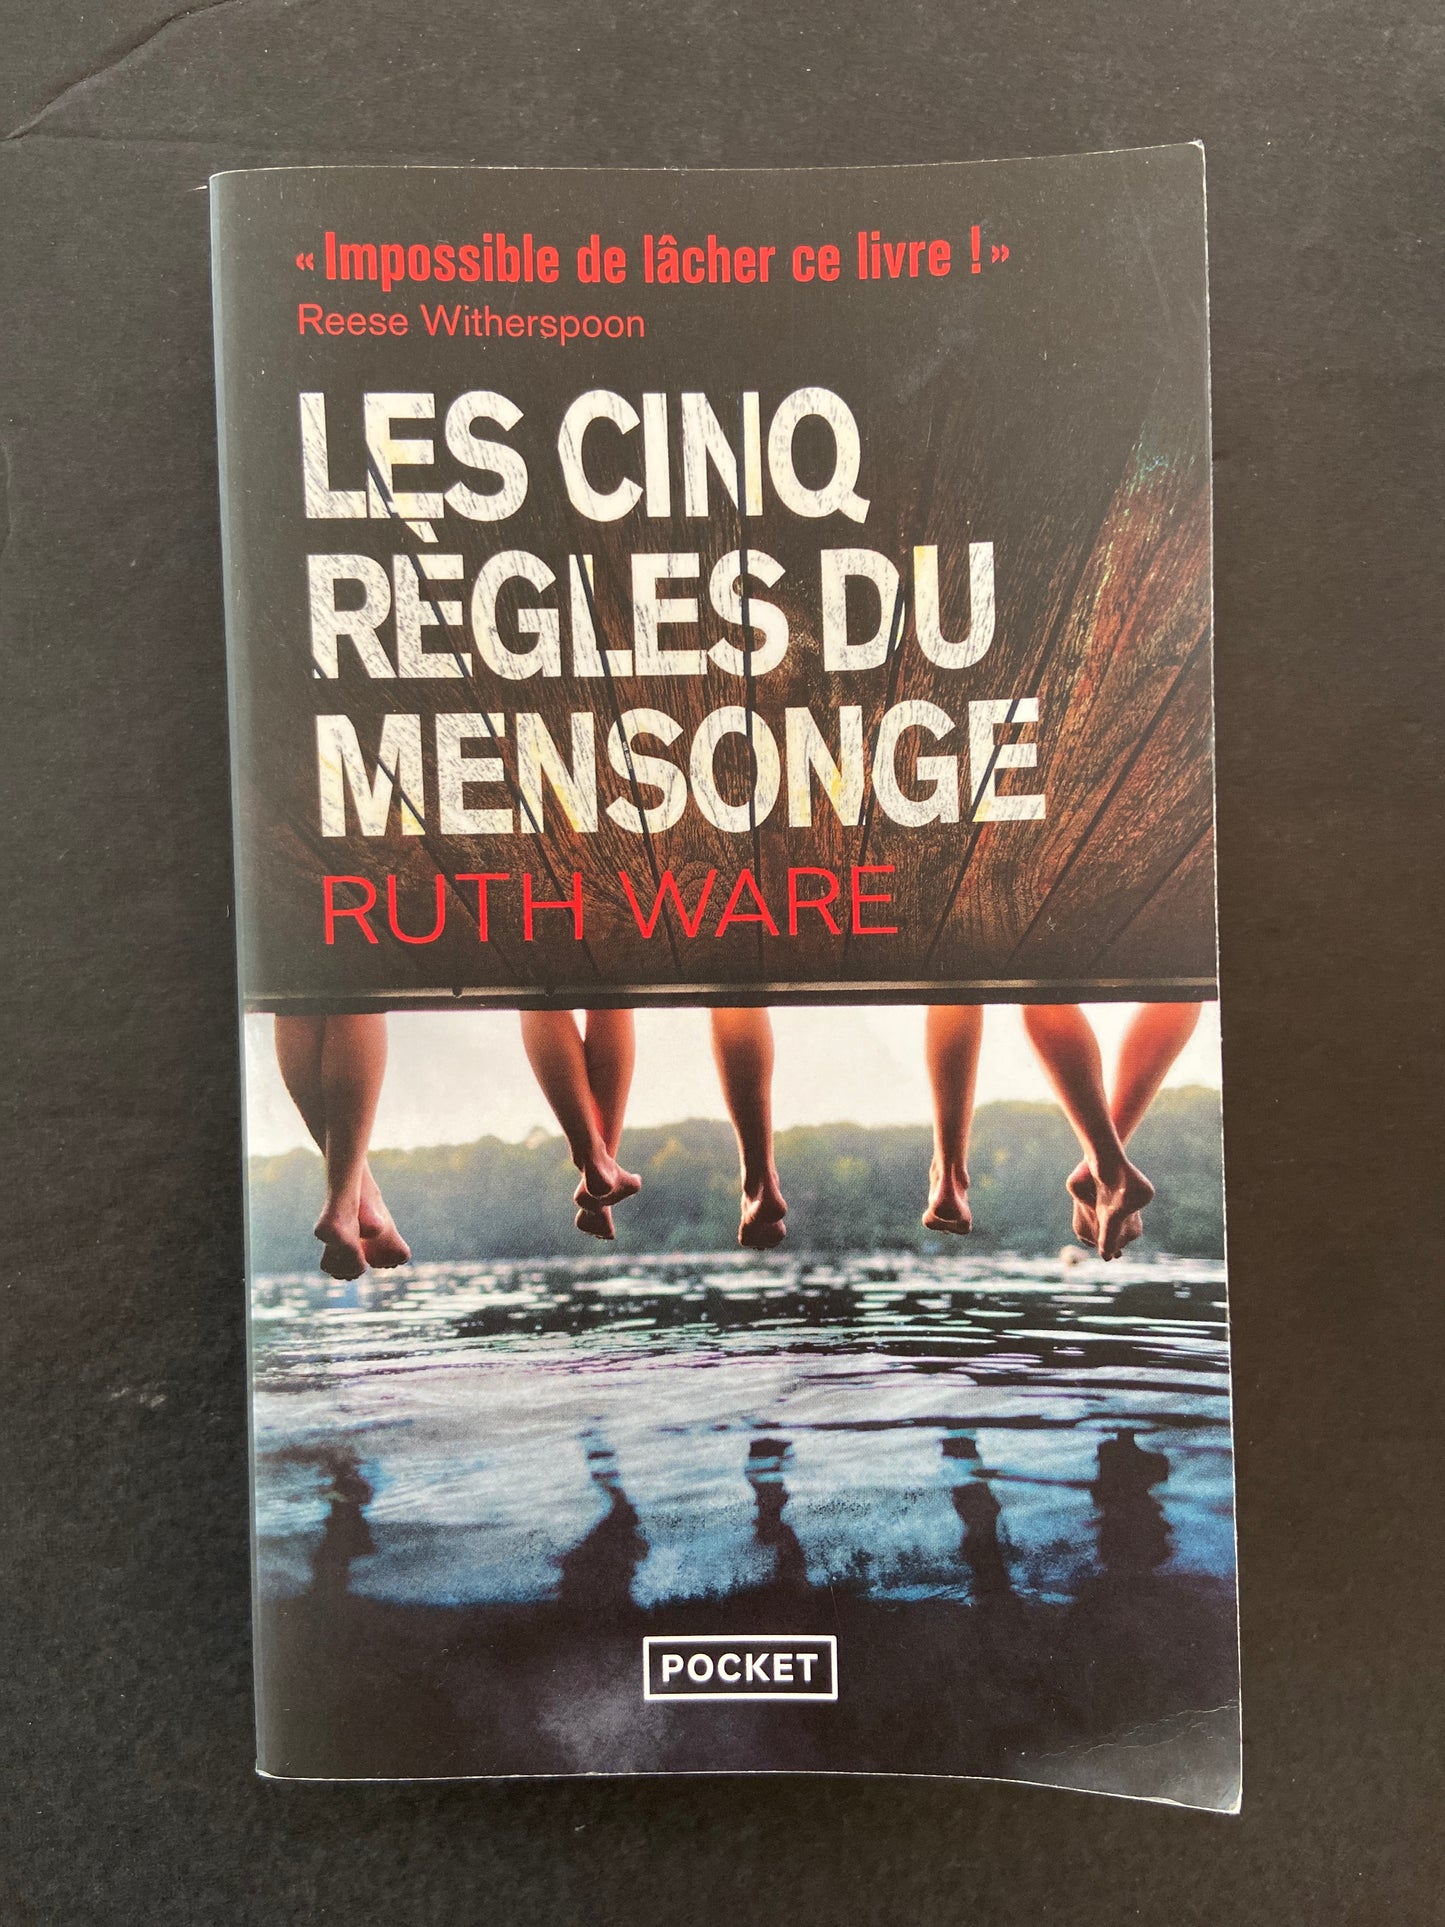 « Impossible de lâcher ce livre ! »
Reese Witherspoon
LES CINQ
RÈGLES DU
MENSONGE
RUTH WARE
POCKET